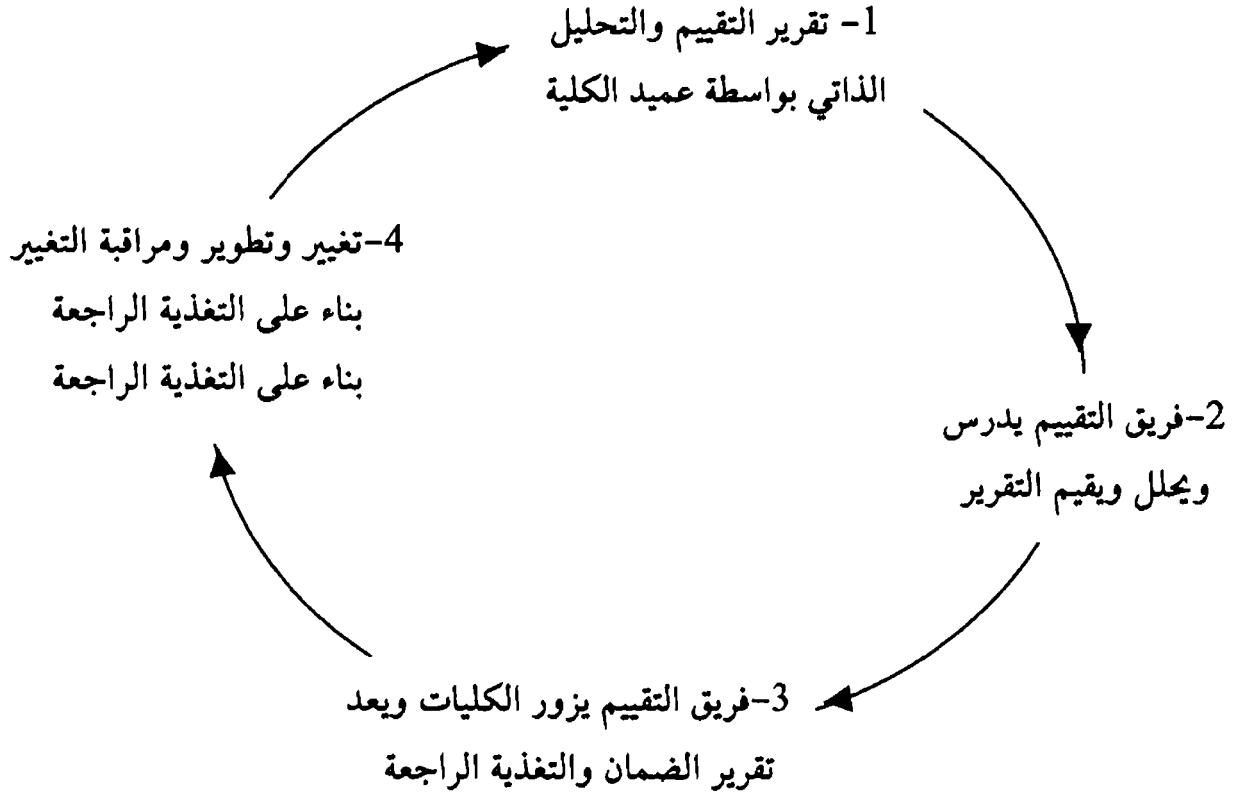 1- تقرير التقييم والتحليل
الذاتي بواسطة عميد الكلية
2-فريق التقييم يدرس
ويحلل ويقيم التقرير
3-فريق التقييم يزور الكليات ويعد
تقرير الضمان والتغذية الراجعة
4-تغيير وتطوير ومراقبة التغيير
بناء على التغذية الراجعة
بناء على التغذية الراجعة